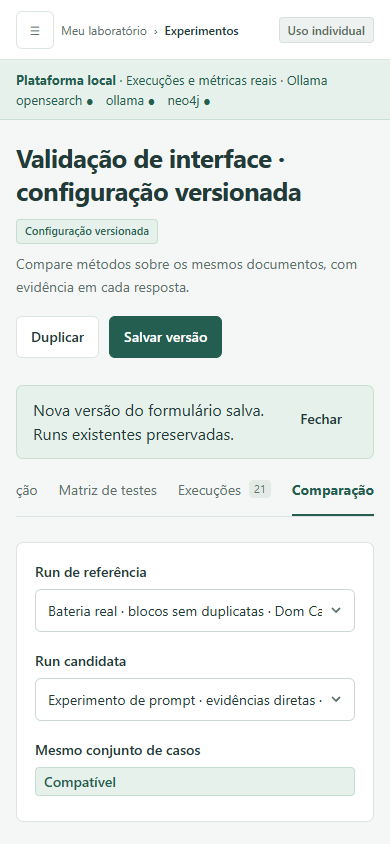 Meu laboratório › Experimentos
Uso individual
Plataforma local · Execuções e métricas reais · Ollama
opensearch ● ollama ● neo4j ●
Validação de interface ·
configuração versionada
Configuração versionada
Compare métodos sobre os mesmos documentos, com
evidência em cada resposta.
Duplicar
Salvar versão
Nova versão do formulário salva.
Runs existentes preservadas.
Fechar
ção
Matriz de testes
Execuções 21
Comparação
Run de referência
Bateria real · blocos sem duplicatas · Dom Ca
Run candidata
Experimento de prompt · evidências diretas ·
Mesmo conjunto de casos
Compatível